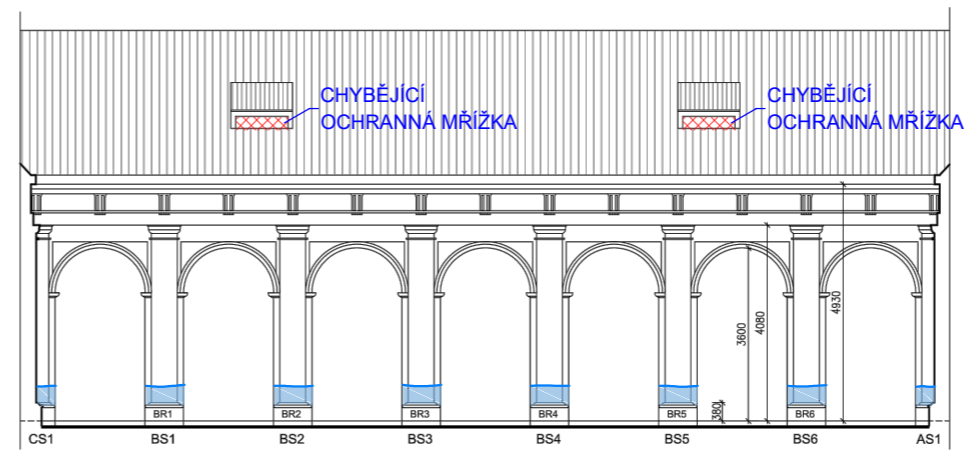 CHYBĚJÍCÍ
OCHRANNÁ MŘÍŽKA
CHYBĚJÍCÍ
OCHRANNÁ MŘÍŽKA
3600
4080
4930
380
BR1
BR2
BR3
BR4
BR5
BR6
CS1
BS1
BS2
BS3
BS4
BS5
BS6
AS1